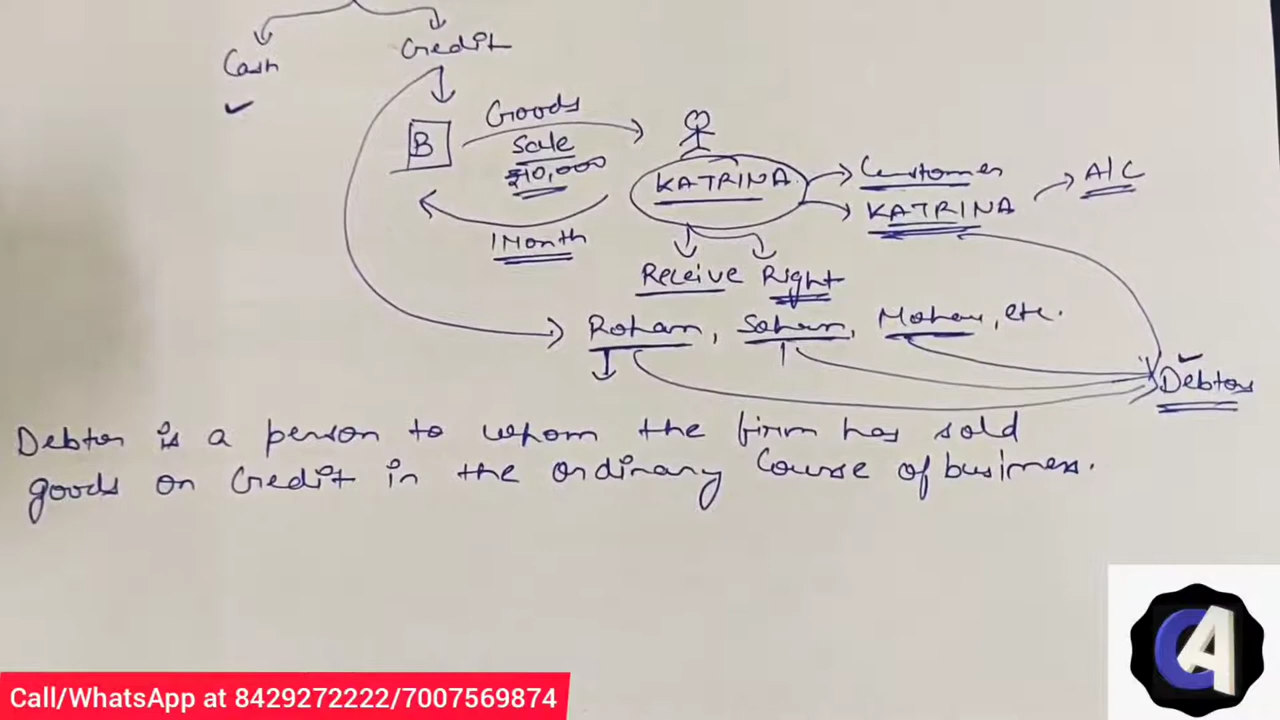 Cash Credit
B Goods
Sale
₹10,000
1 Month
KATRINA
Customer
KATRINA A/C
Receive Right
Rohan, Sohan, Mohan, etc.
Debtors
Debtor is a person to whom the firm has sold
goods on Credit in the ordinary Course of business.
CA
Call/WhatsApp at 8429272222/7007569874